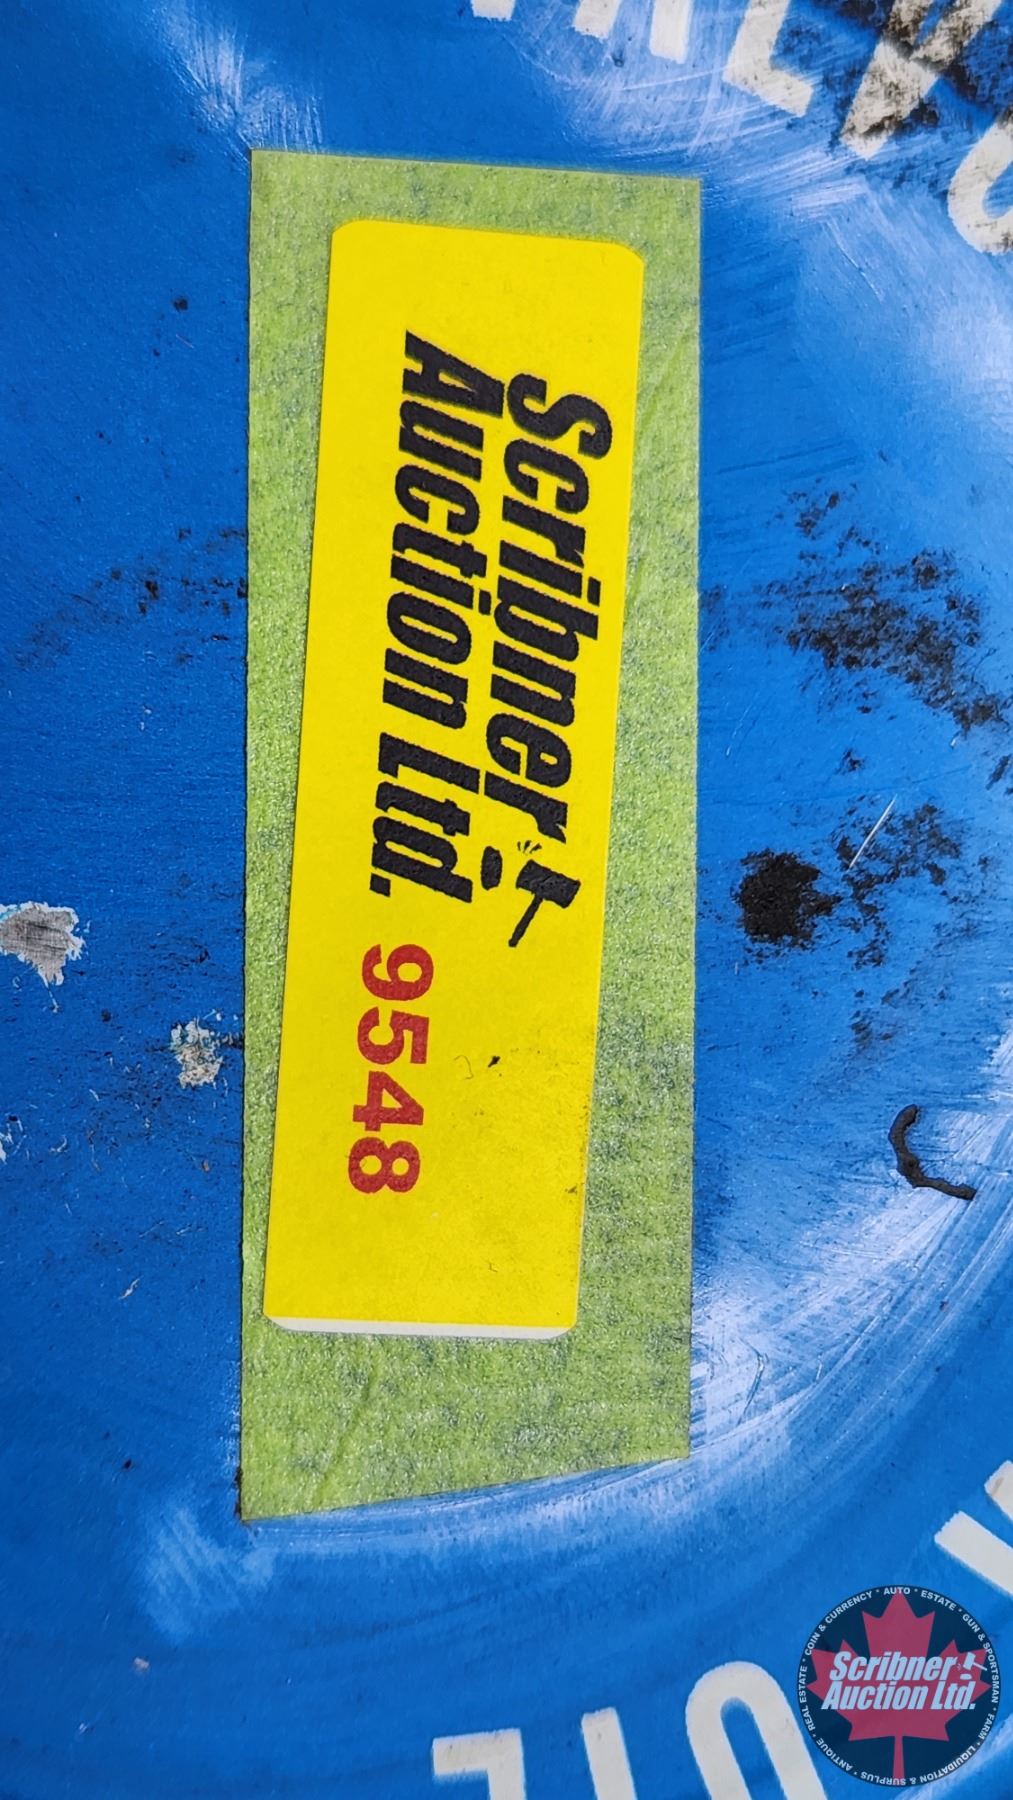 Scribner
Auction Ltd. 9548
Scribner
Auction Ltd.
COIN & CURRENCY · AUTO · ESTATE · GUN & SPORTSMAN · FARM · LIQUIDATION & SURPLUS · ANTIQUE · REAL ESTATE ·